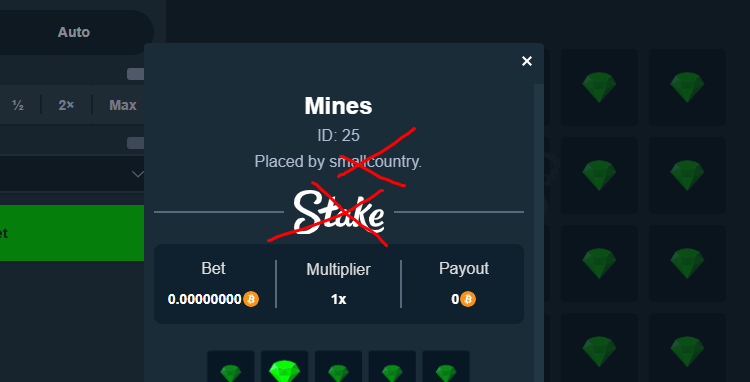 Auto
½ 2× Max
et
×
Mines
ID: 25
Placed by smallcountry.
Stake
Bet Multiplier Payout
0.00000000 1x 0